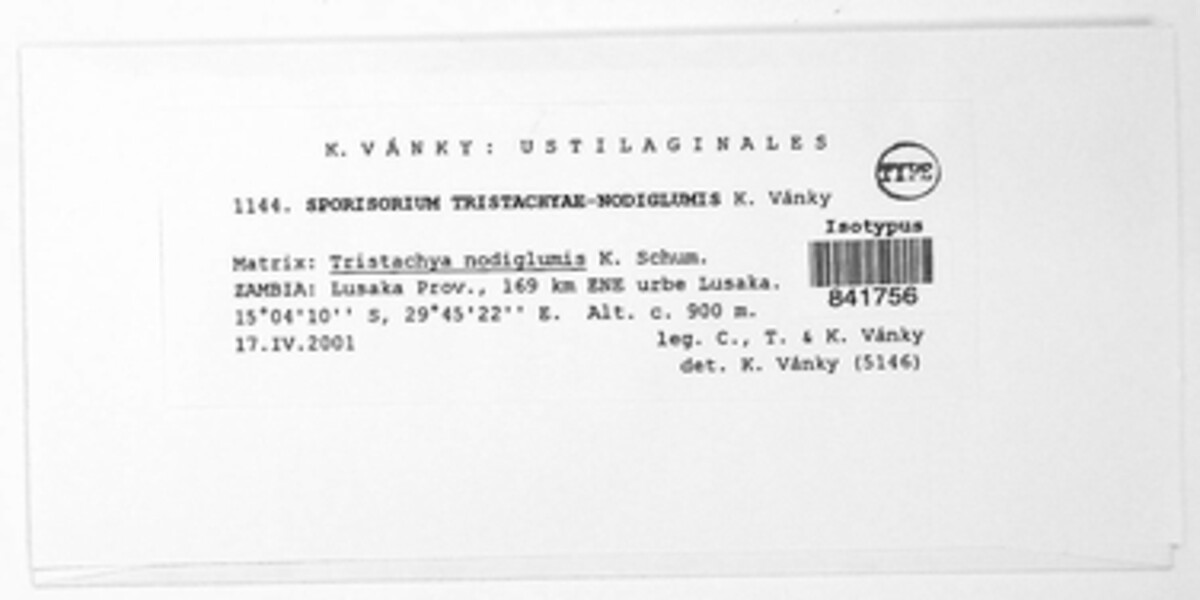 K. VÁNKY: USTILAGINALES
TYPE
1144. SPORISORIUM TRISTACHYAE-NODIGLUMIS K. Vánky
Isotypus
Matrix: Tristachya nodiglumis K. Schum.
ZAMBIA: Lusaka Prov., 169 km ENE urbe Lusaka.
841756
15°04'10'' S, 29°45'22'' E. Alt. c. 900 m.
17.IV.2001 leg. C., T. & K. Vánky
det. K. Vánky (5146)